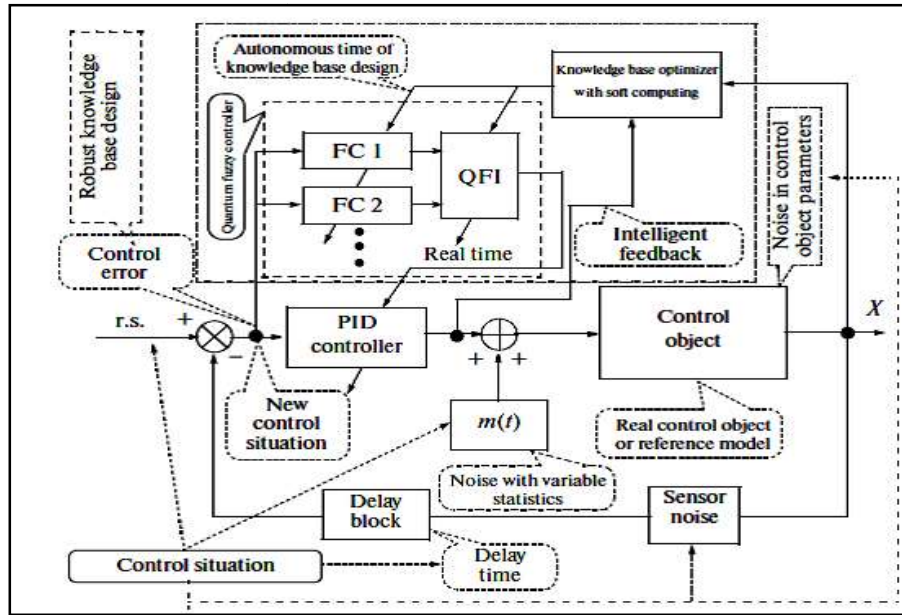 Robust knowledge
base design
Autonomous time of
knowledge base design
Knowledge base optimizer
with soft computing
Quantum fuzzy controller
FC 1
QFI
FC 2
Real time
Noise in control
object parameters
Control
error
Intelligent
feedback
r.s.
+
−
PID
controller
+
+
Control
object
X
New
control
situation
m(t)
Real control object
or reference model
Noise with variable
statistics
Delay
block
Sensor
noise
Control situation
Delay
time